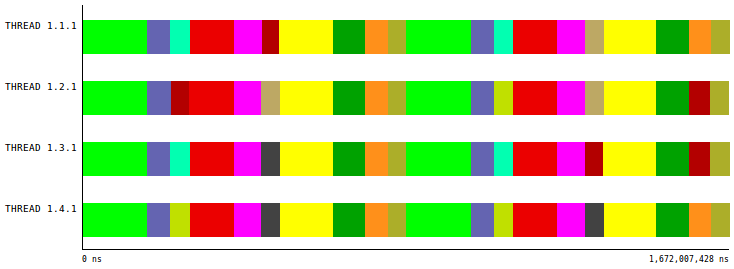 THREAD 1.1.1
THREAD 1.2.1
THREAD 1.3.1
THREAD 1.4.1
0 ns 1,672,007,428 ns